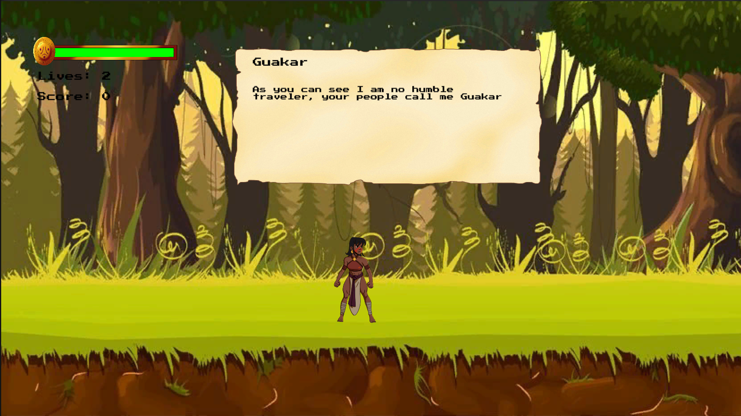 Lives: 2
Score: 0
Guakar
As you can see I am no humble
traveler, your people call me Guakar